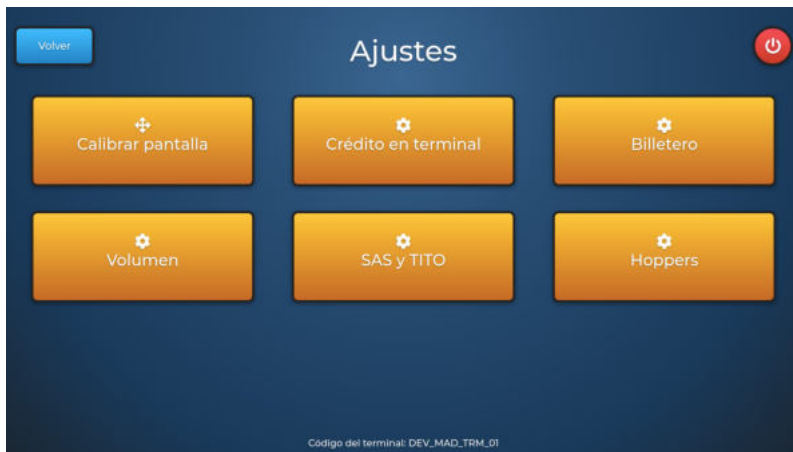 Volver
Ajustes
Calibrar pantalla
Crédito en terminal
Billetero
Volumen
SAS y TITO
Hoppers
Código del terminal: DEV_MAD_TRM_01